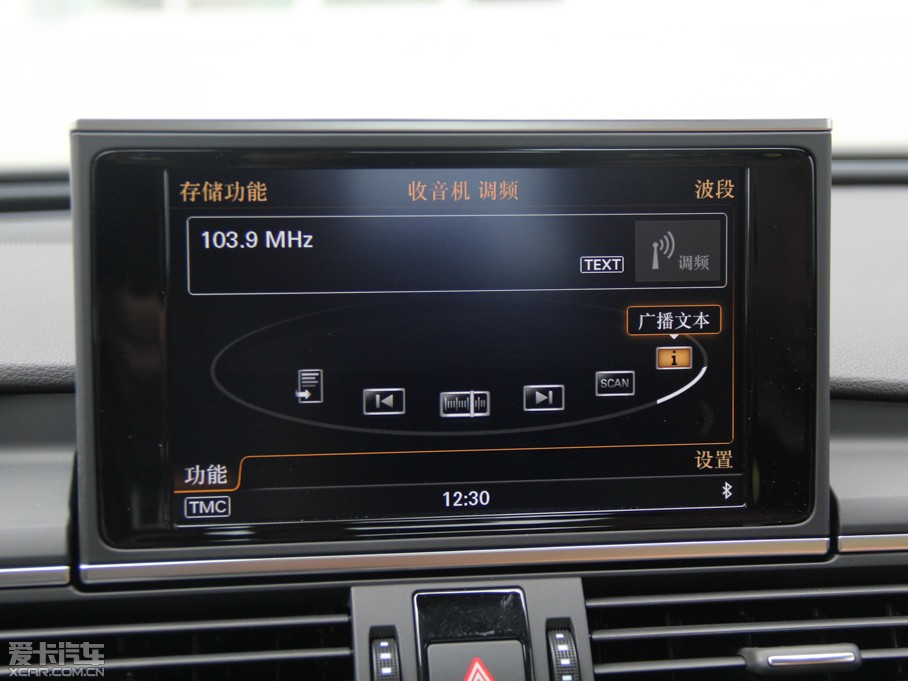 存储功能 收音机 调频 波段
103.9 MHz
TEXT 调频
广播文本
i
SCAN
设置
功能
TMC 12:30
爱卡汽车
XCAR.COM.CN